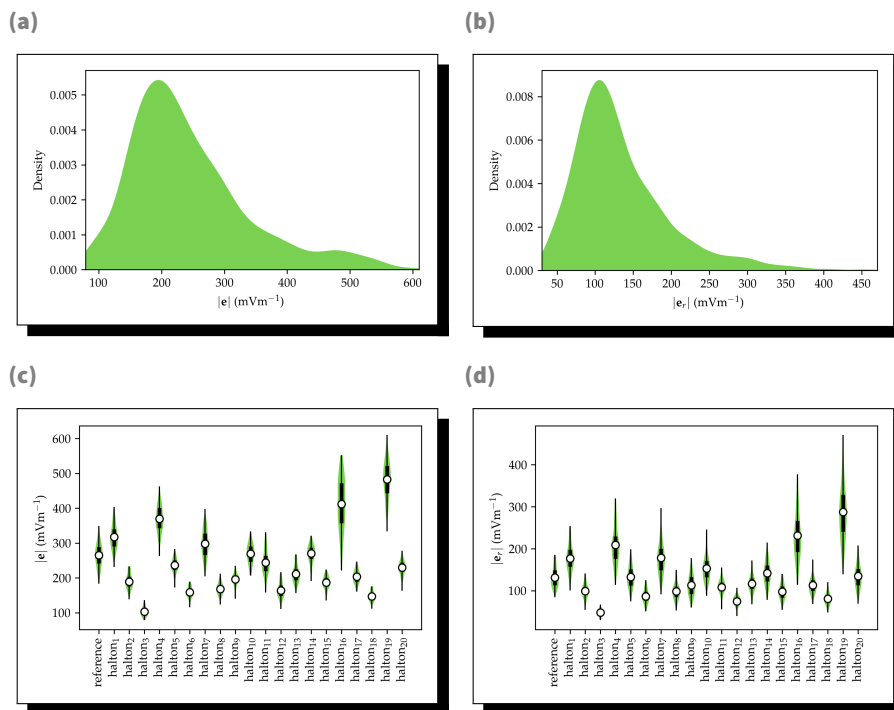 (a)
(b)
0.005
0.004
0.003
0.002
0.001
0.000
Density
100 200 300 400 500 600
|e| (mVm⁻¹)
0.008
0.006
0.004
0.002
0.000
Density
50 100 150 200 250 300 350 400 450
|eᵣ| (mVm⁻¹)
(c)
(d)
600
500
400
300
200
100
|e| (mVm⁻¹)
reference halton₁ halton₂ halton₃ halton₄ halton₅ halton₆ halton₇ halton₈ halton₉ halton₁₀ halton₁₁ halton₁₂ halton₁₃ halton₁₄ halton₁₅ halton₁₆ halton₁₇ halton₁₈ halton₁₉ halton₂₀
400
300
200
100
|eᵣ| (mVm⁻¹)
reference halton₁ halton₂ halton₃ halton₄ halton₅ halton₆ halton₇ halton₈ halton₉ halton₁₀ halton₁₁ halton₁₂ halton₁₃ halton₁₄ halton₁₅ halton₁₆ halton₁₇ halton₁₈ halton₁₉ halton₂₀